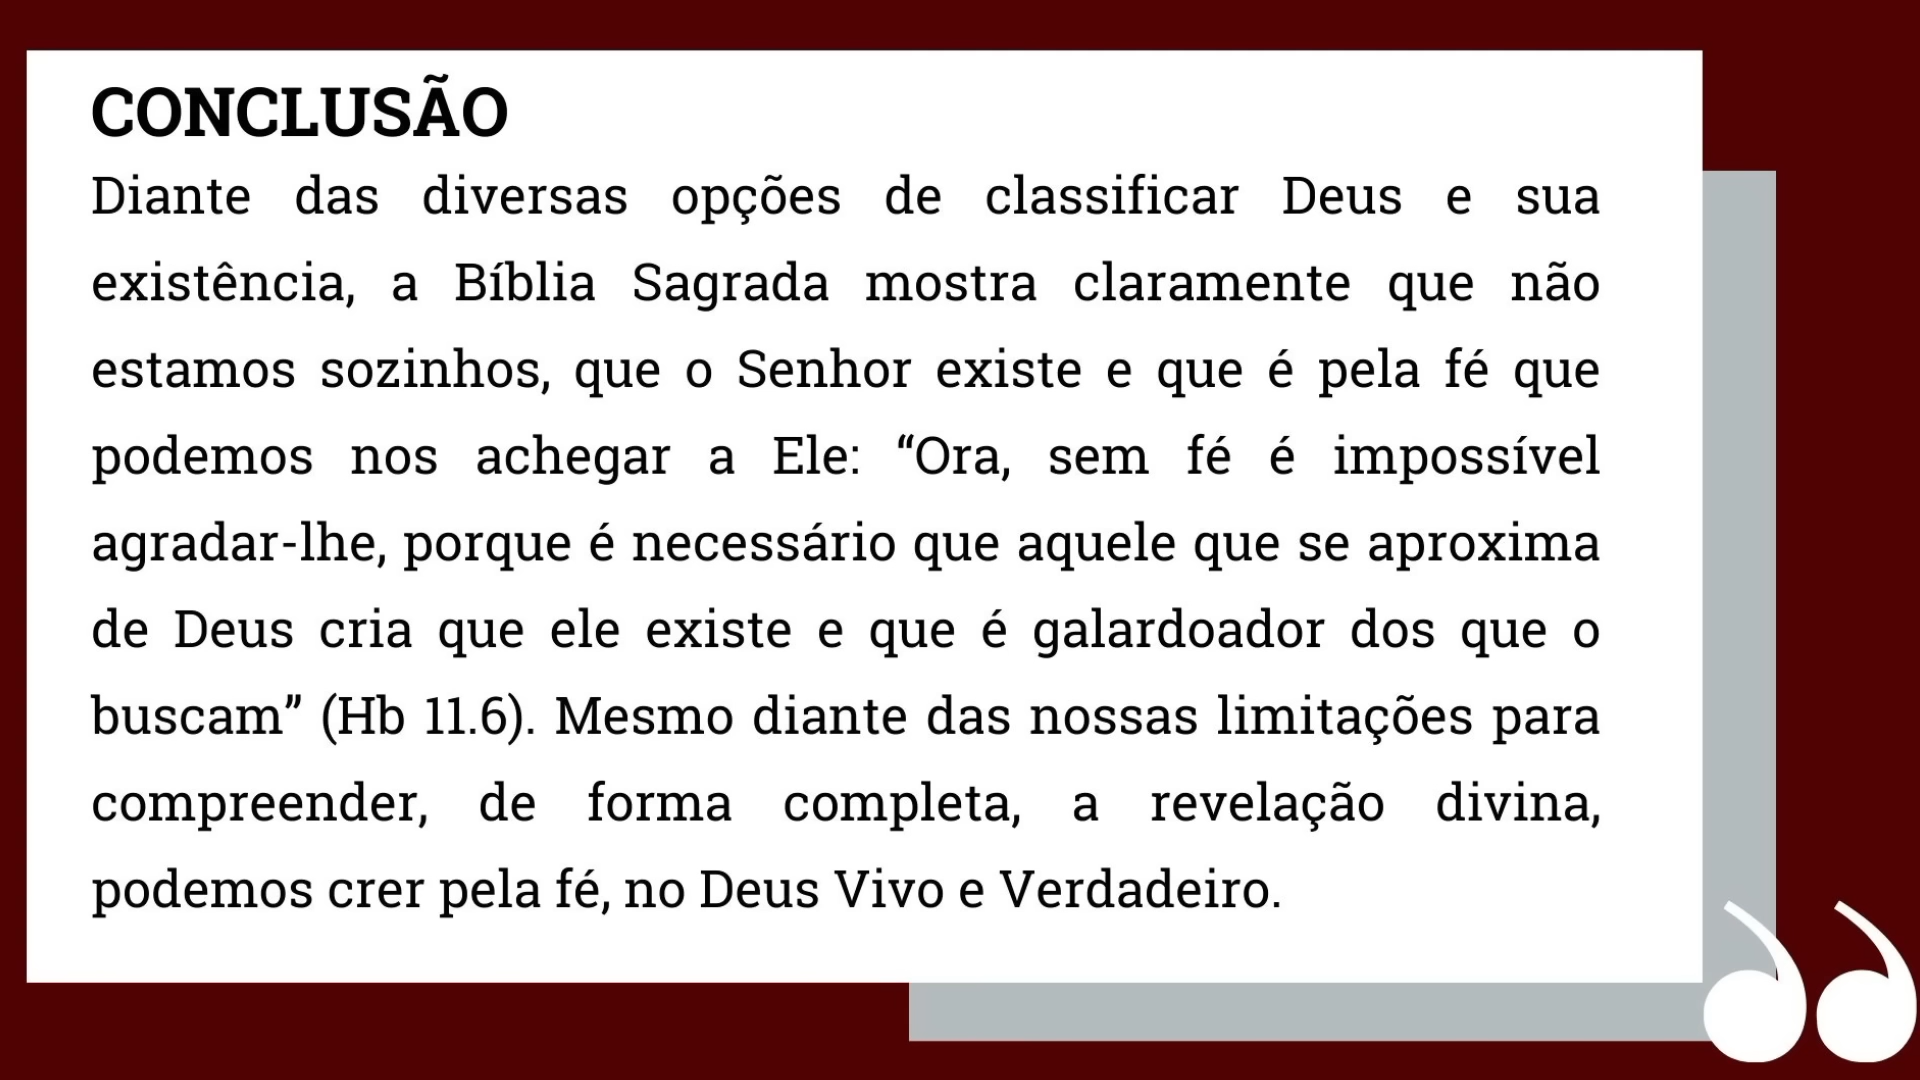 CONCLUSÃO
Diante das diversas opções de classificar Deus e sua
existência, a Bíblia Sagrada mostra claramente que não
estamos sozinhos, que o Senhor existe e que é pela fé que
podemos nos achegar a Ele: “Ora, sem fé é impossível
agradar-lhe, porque é necessário que aquele que se aproxima
de Deus cria que ele existe e que é galardoador dos que o
buscam” (Hb 11.6). Mesmo diante das nossas limitações para
compreender, de forma completa, a revelação divina,
podemos crer pela fé, no Deus Vivo e Verdadeiro.